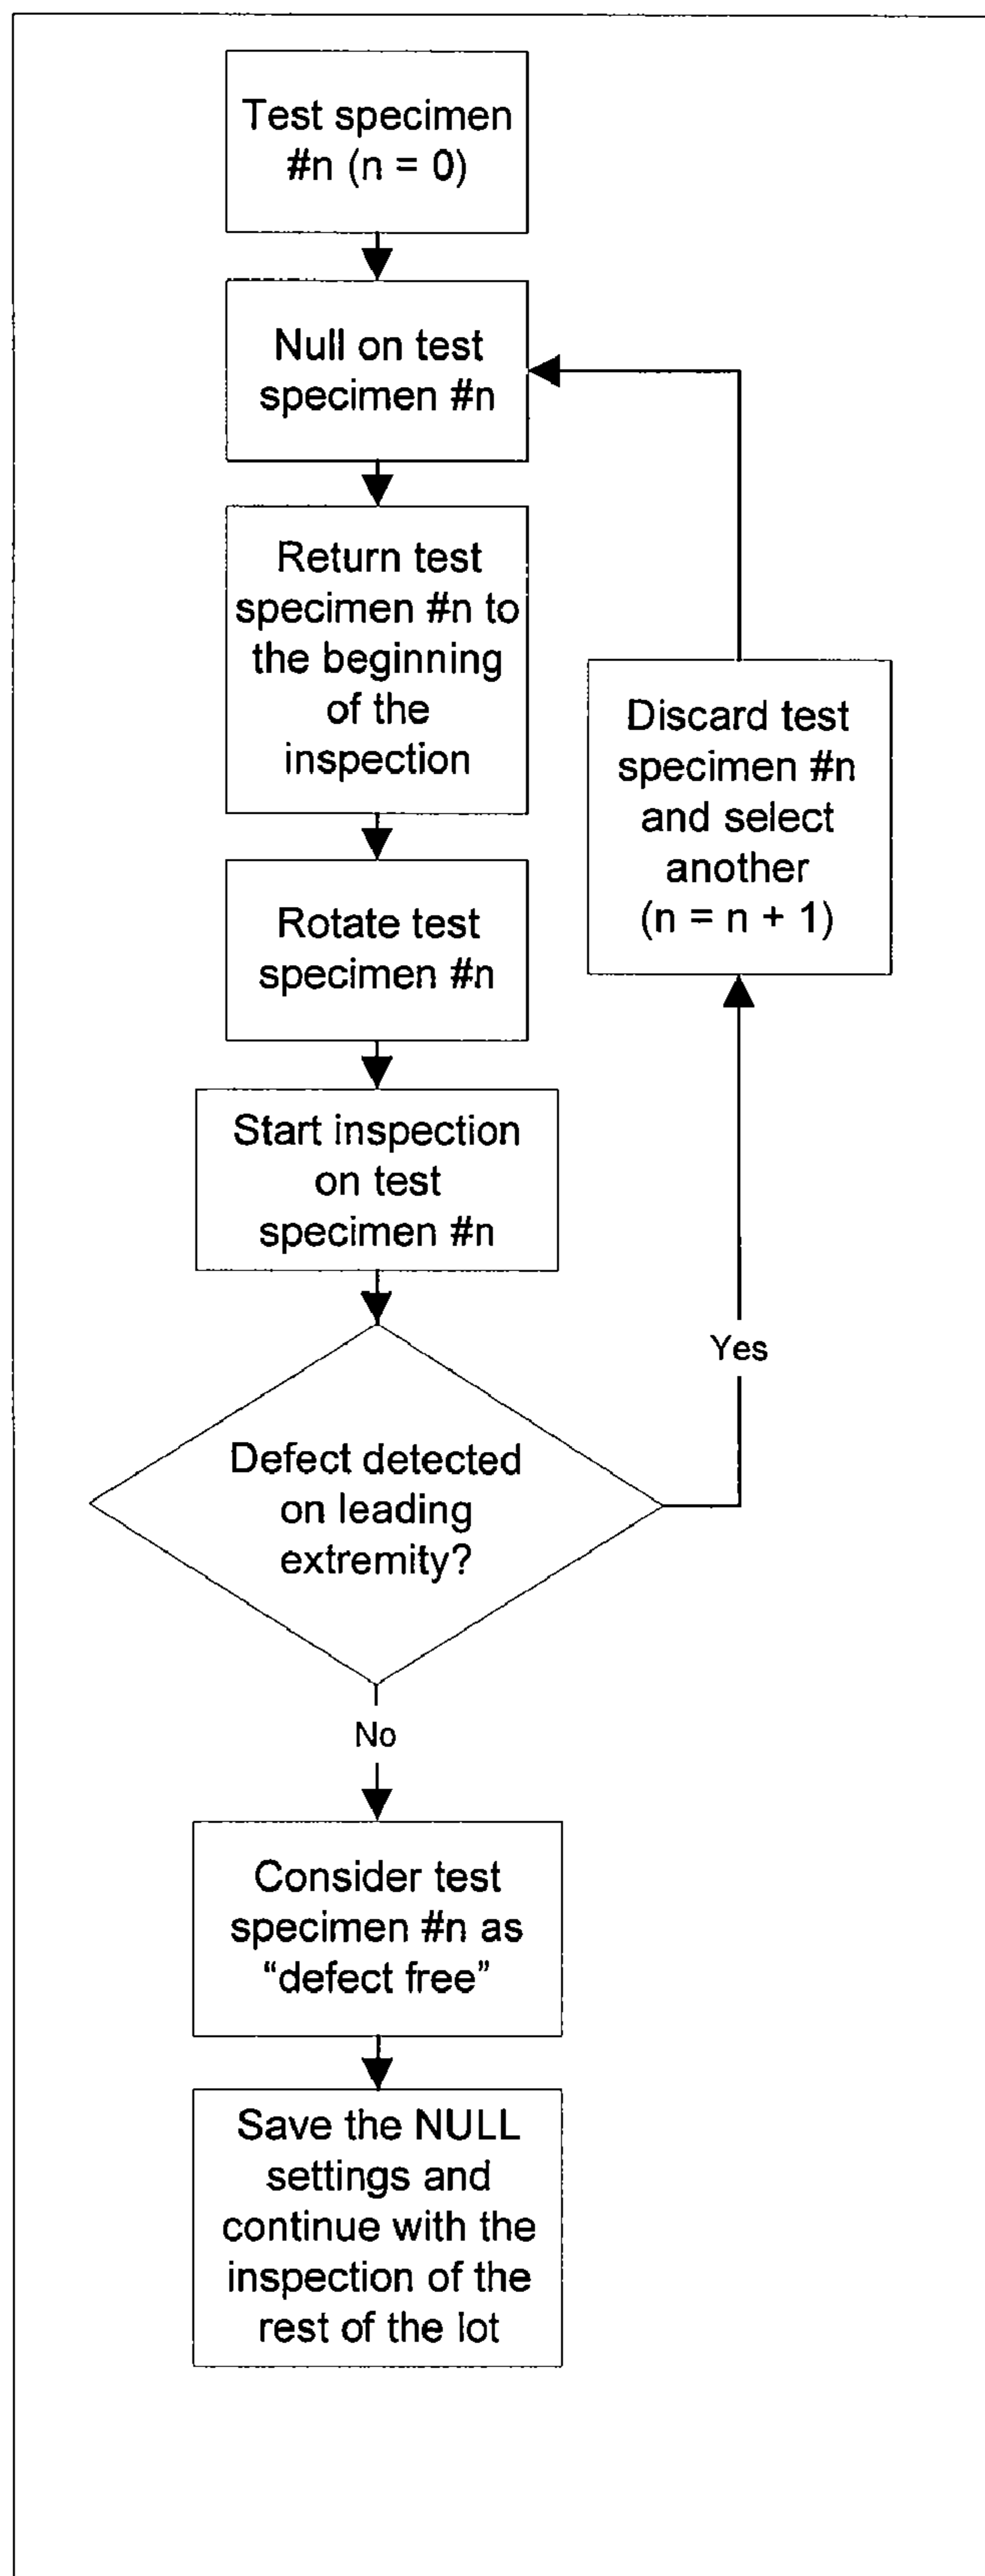 Test specimen
#n (n = 0)
Null on test
specimen #n
Return test
specimen #n to
the beginning
of the
inspection
Discard test
specimen #n
and select
another
(n = n + 1)
Rotate test
specimen #n
Start inspection
on test
specimen #n
Yes
Defect detected
on leading
extremity?
No
Consider test
specimen #n as
“defect free”
Save the NULL
settings and
continue with the
inspection of the
rest of the lot